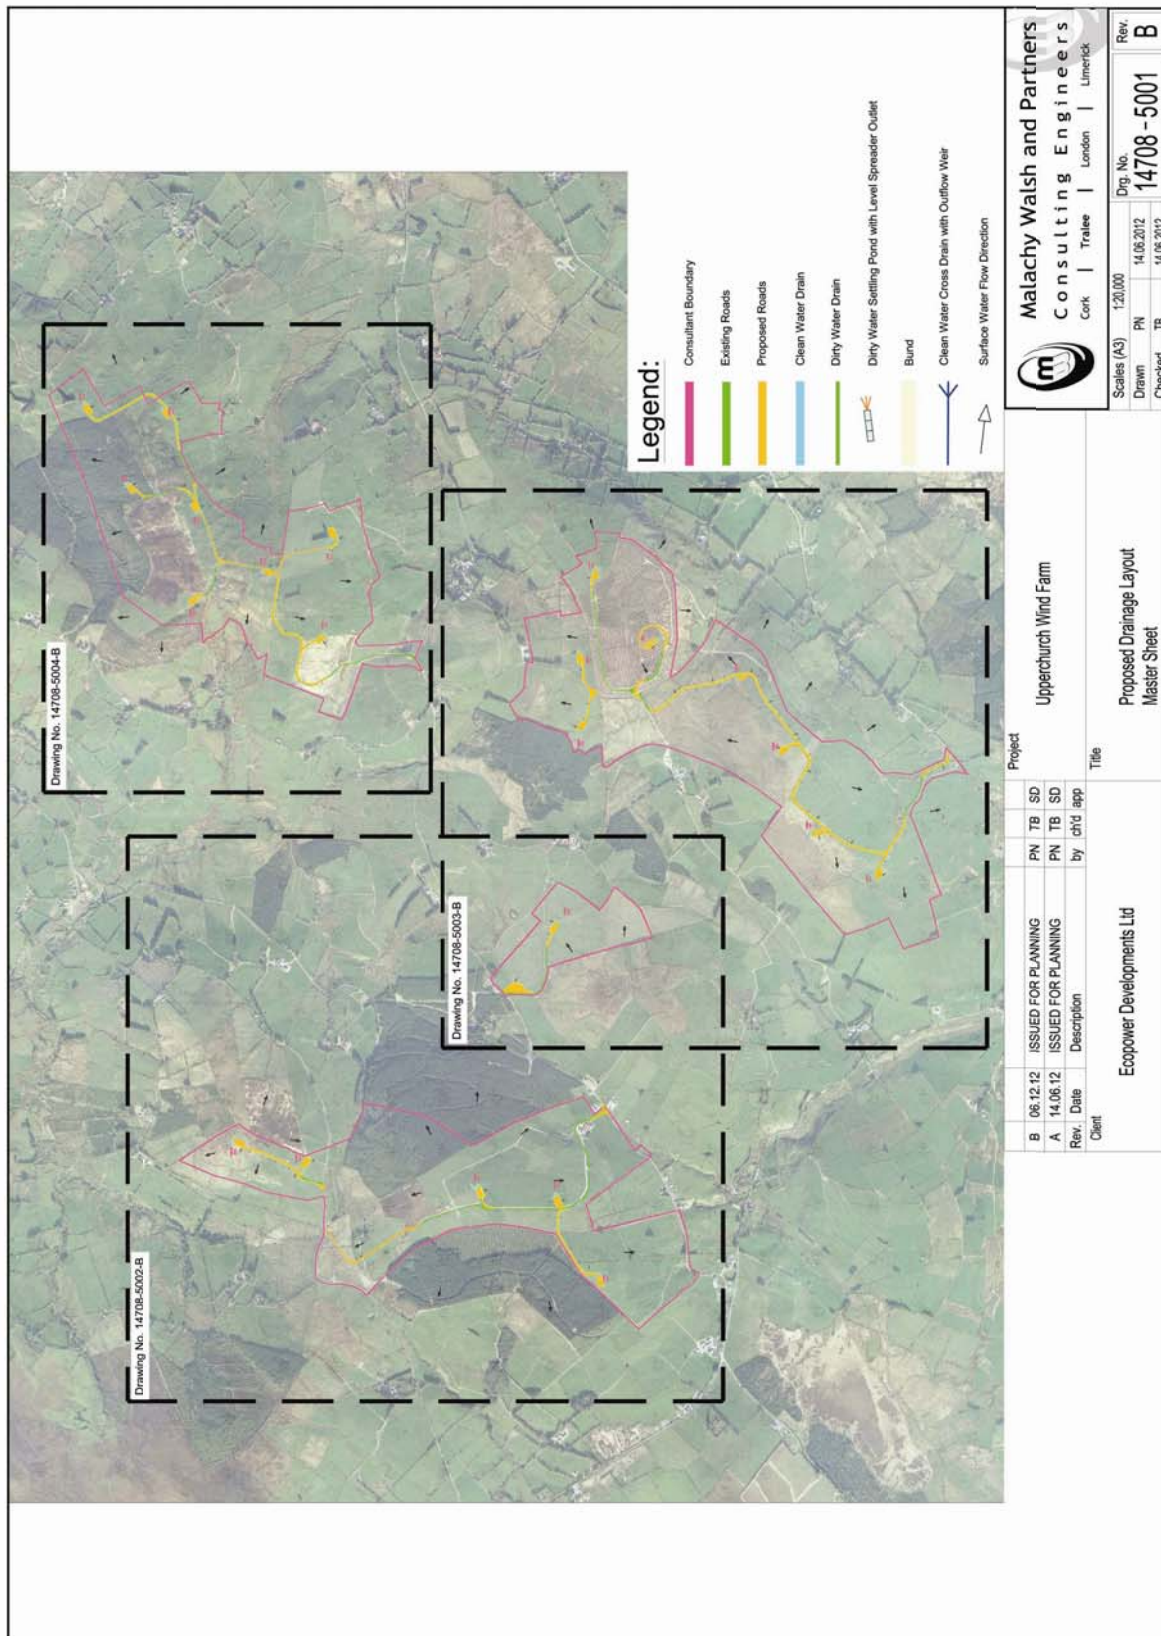 Drawing No. 14708-5004-B
Drawing No. 14708-5002-B
Drawing No. 14708-5003-B
Legend:
Consultant Boundary
Existing Roads
Proposed Roads
Clean Water Drain
Dirty Water Drain
Dirty Water Settling Pond with Level Spreader Outlet
Bund
Clean Water Cross Drain with Outflow Weir
Surface Water Flow Direction
B 06.12.12 ISSUED FOR PLANNING PN TB SD
A 14.06.12 ISSUED FOR PLANNING PN TB SD
Rev. Date Description by ch'd app
Client
Ecopower Developments Ltd
Project
Upperchurch Wind Farm
Title
Proposed Drainage Layout
Master Sheet
m
Malachy Walsh and Partners
Consulting Engineers
Cork | Tralee | London | Limerick
Scales (A3) 1:20,000
Drawn PN 14.06.2012
Checked TB 14.06.2012
Drg. No.
14708 - 5001
Rev.
B